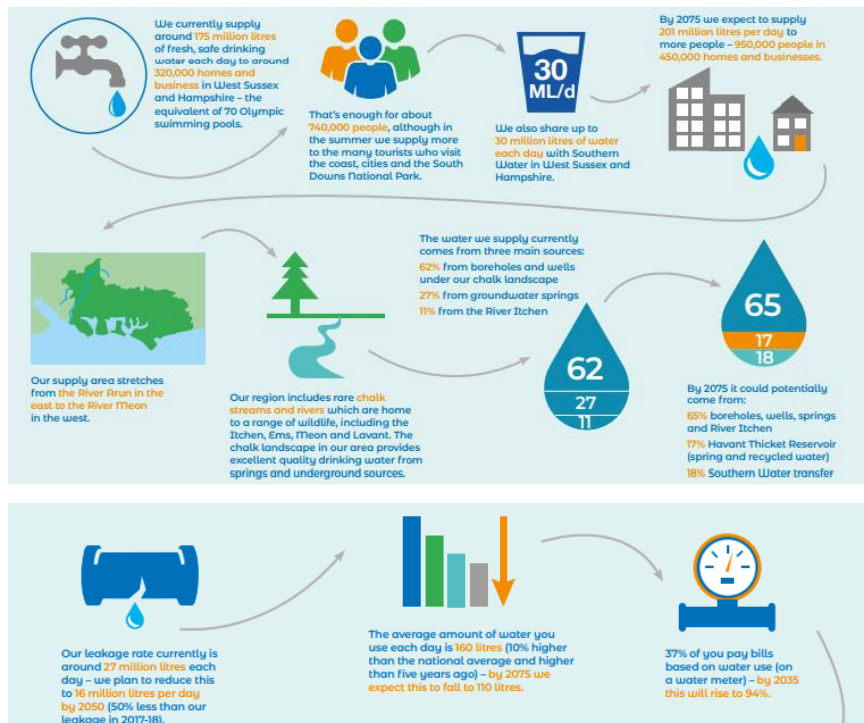 We currently supply
around 175 million litres
of fresh, safe drinking
water each day to around
320,000 homes and
business in West Sussex
and Hampshire – the
equivalent of 70 Olympic
swimming pools.
That's enough for about
740,000 people, although in
the summer we supply more
to the many tourists who visit
the coast, cities and the South
Downs National Park.
30
ML/d
We also share up to
30 million litres of water
each day with Southern
Water in West Sussex and
Hampshire.
By 2075 we expect to supply
201 million litres per day to
more people – 950,000 people in
450,000 homes and businesses.
Our supply area stretches
from the River Arun in the
east to the River Meon
in the west.
Our region includes rare chalk
streams and rivers which are home
to a range of wildlife, including the
Itchen, Ems, Meon and Lavant. The
chalk landscape in our area provides
excellent quality drinking water from
springs and underground sources.
The water we supply currently
comes from three main sources:
62% from boreholes and wells
under our chalk landscape
27% from groundwater springs
11% from the River Itchen
62
27
11
65
17
18
By 2075 it could potentially
come from:
65% boreholes, wells, springs
and River Itchen
17% Havant Thicket Reservoir
(spring and recycled water)
18% Southern Water transfer
Our leakage rate currently is
around 27 million litres each
day – we plan to reduce this
to 16 million litres per day
by 2050 (50% less than our
leakage in 2017-18).
The average amount of water you
use each day is 160 litres (10% higher
than the national average and higher
than five years ago) – by 2075 we
expect this to fall to 110 litres.
37% of you pay bills
based on water use (on
a water meter) – by 2035
this will rise to 94%.